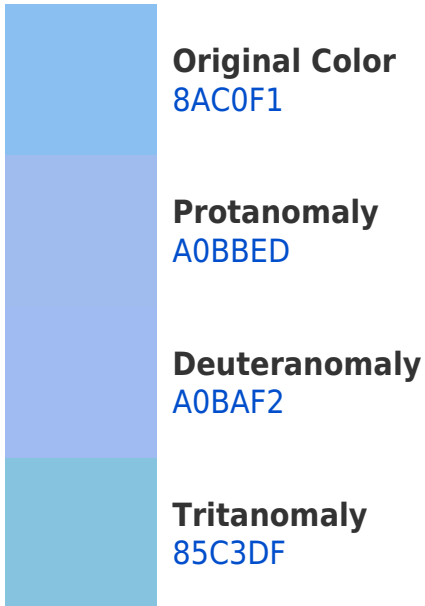 Original Color
8AC0F1
Protanomaly
A0BBED
Deuteranomaly
A0BAF2
Tritanomaly
85C3DF